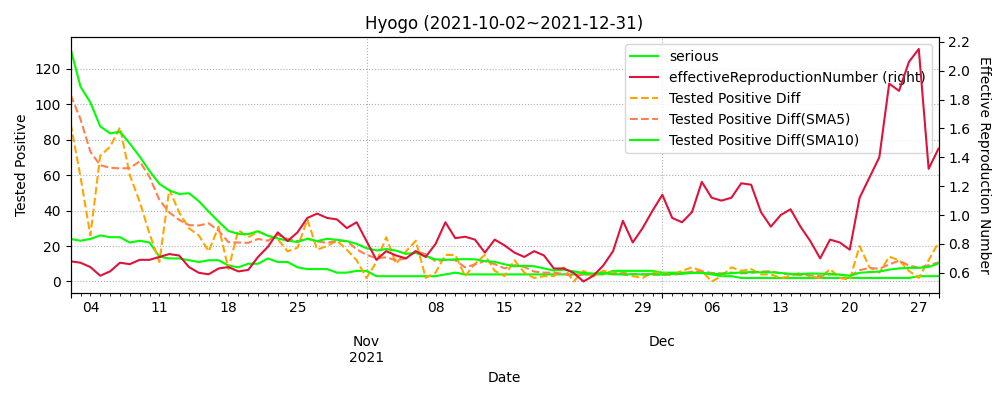 Hyogo (2021-10-02~2021-12-31)
serious
effectiveReproductionNumber (right)
Tested Positive Diff
Tested Positive Diff(SMA5)
Tested Positive Diff(SMA10)
Tested Positive
120
100
80
60
40
20
0
2.2
2.0
1.8
1.6
1.4
1.2
1.0
0.8
0.6
Effective Reproduction Number
04 11 18 25 08 15 22 29 06 13 20 27
Nov Dec
2021
Date